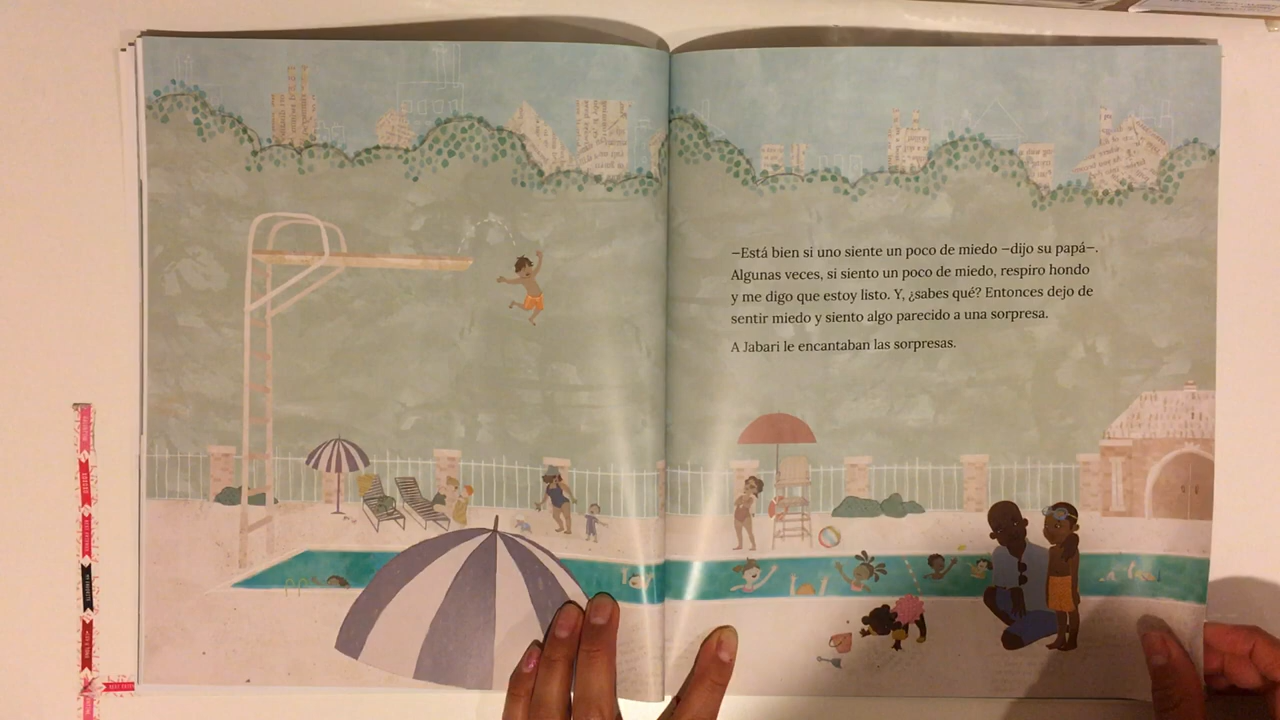 —Está bien si uno siente un poco de miedo —dijo su papá—.
Algunas veces, si siento un poco de miedo, respiro hondo
y me digo que estoy listo. Y, ¿sabes qué? Entonces dejo de
sentir miedo y siento algo parecido a una sorpresa.
A Jabari le encantaban las sorpresas.